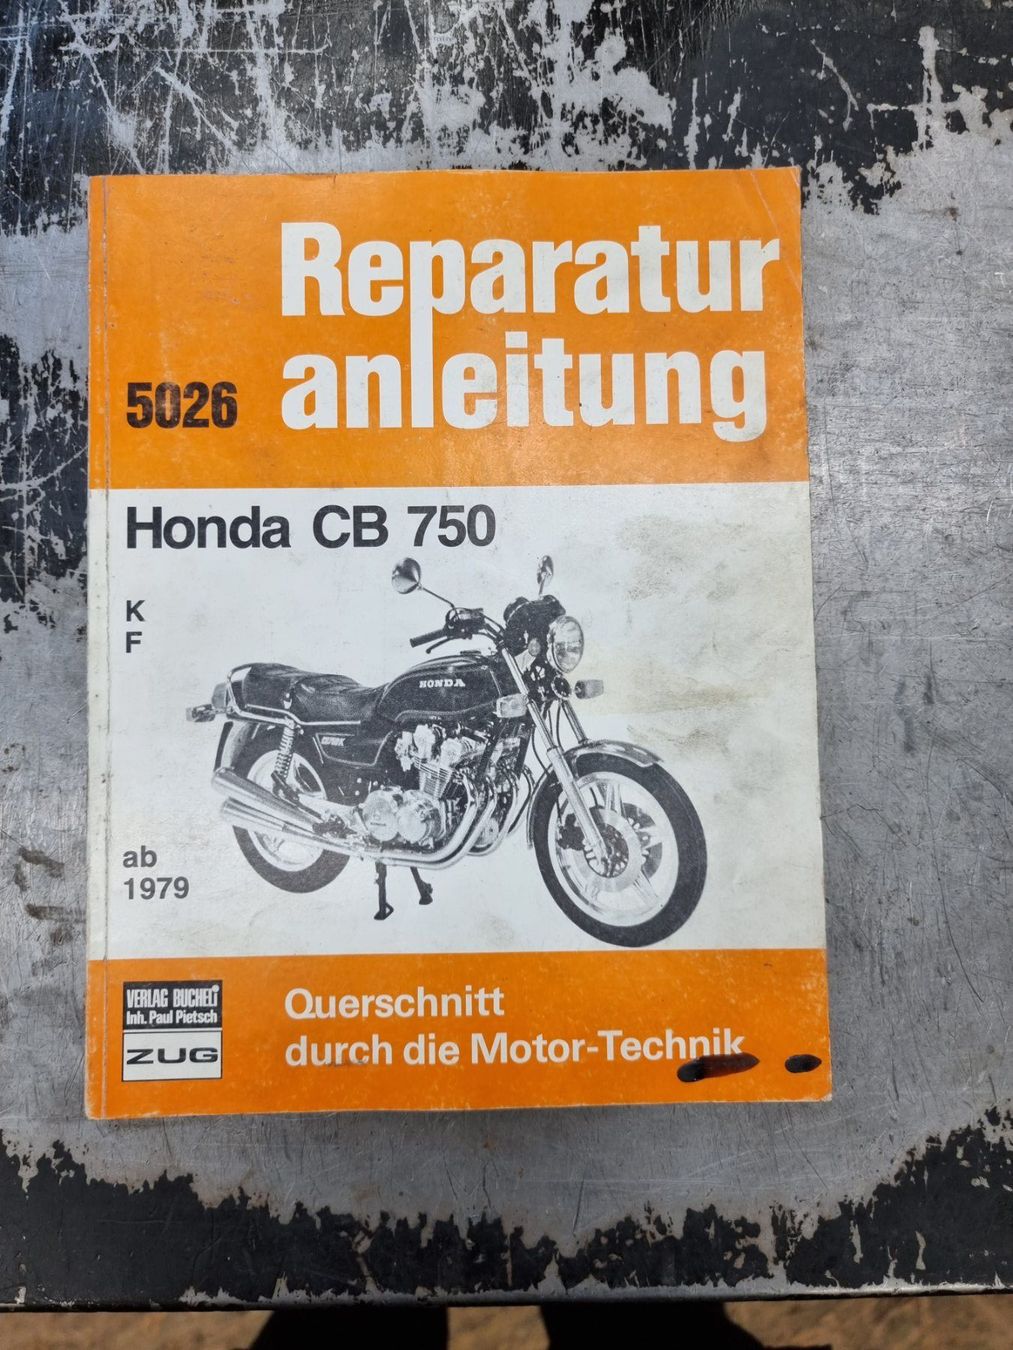 Reparatur
anleitung
5026
Honda CB 750
K
F
HONDA
ab
1979
VERLAG BUCHELI
Inh. Paul Pietsch
ZUG
Querschnitt
durch die Motor-Technik